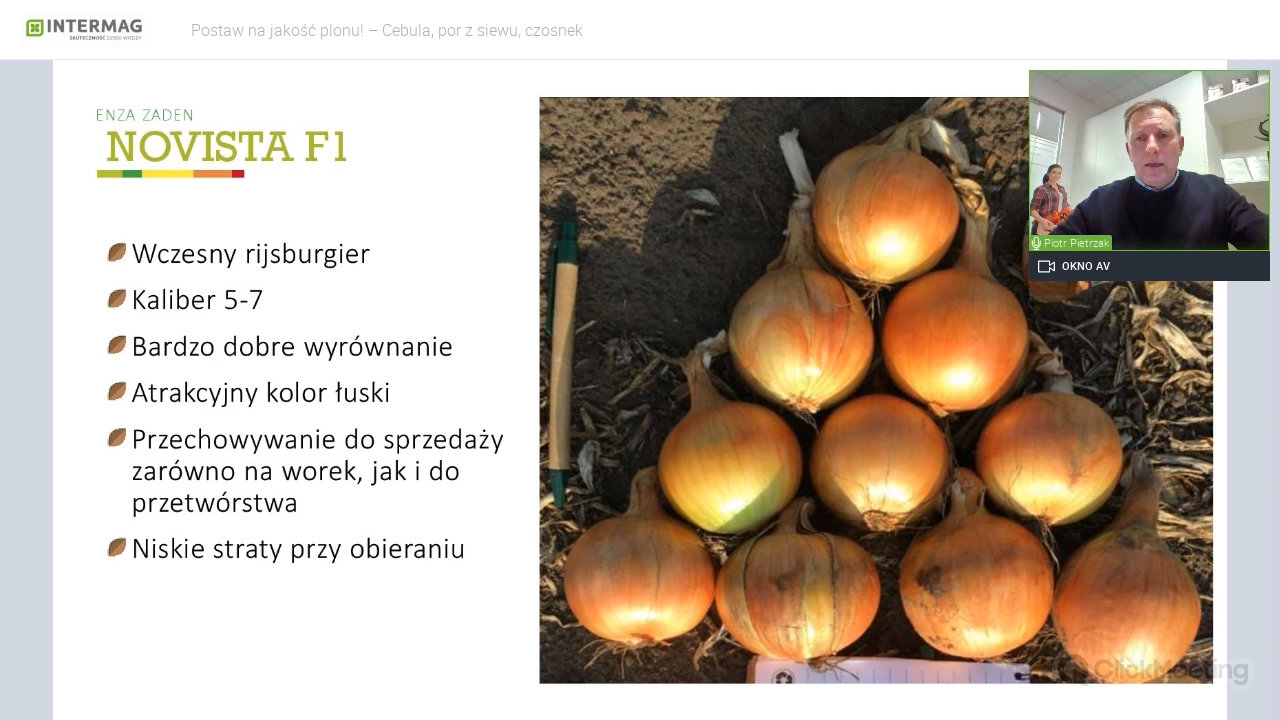 INTERMAG
SKUTECZNOŚĆ DZIĘKI WIEDZY
Postaw na jakość plonu! – Cebula, por z siewu, czosnek
ENZA ZADEN
NOVISTA F1
Wczesny rijsburgier
Kaliber 5-7
Bardzo dobre wyrównanie
Atrakcyjny kolor łuski
Przechowywanie do sprzedaży
zarówno na worek, jak i do
przetwórstwa
Niskie straty przy obieraniu
Piotr Pietrzak
OKNO AV
ClickMeeting